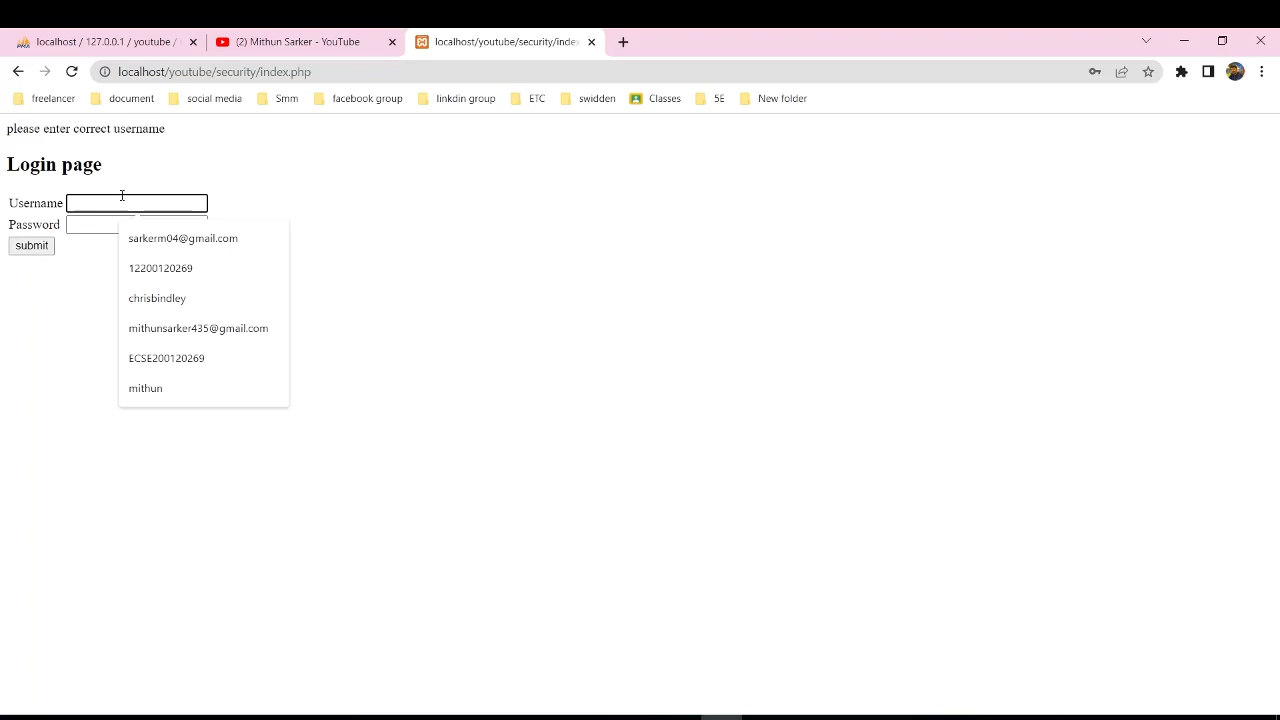 localhost / 127.0.0.1 / youtube /
(2) Mithun Sarker - YouTube
localhost/youtube/security/index
localhost/youtube/security/index.php
freelancer
document
social media
Smm
facebook group
linkdin group
ETC
swidden
Classes
5E
New folder
please enter correct username
Login page
Username
Password
submit
sarkerm04@gmail.com
12200120269
chrisbindley
mithunsarker435@gmail.com
ECSE200120269
mithun